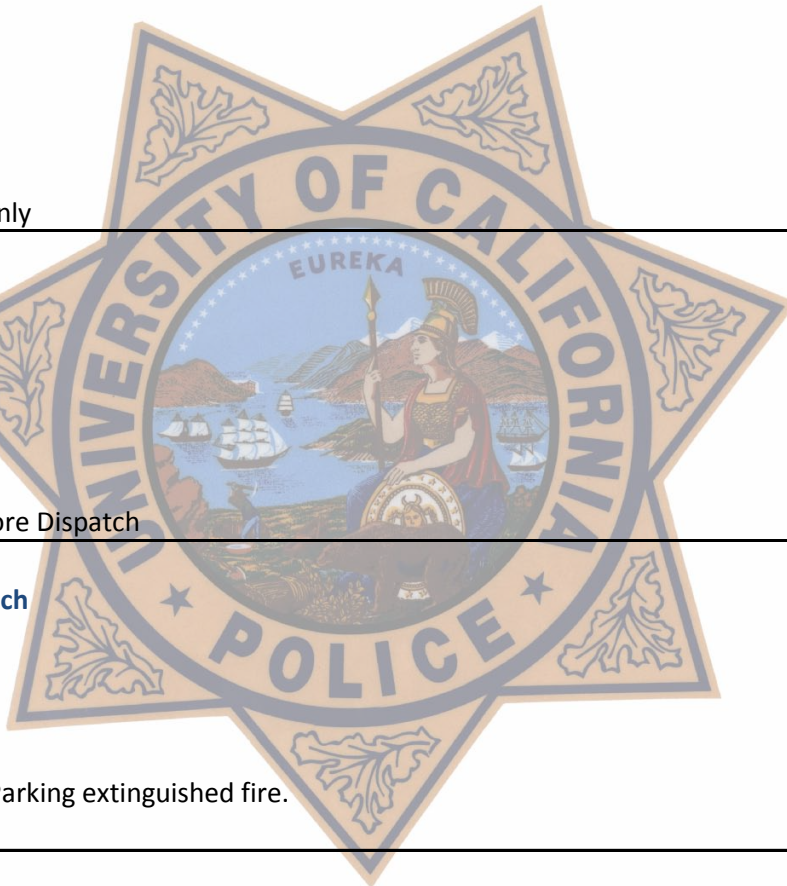 UNIVERSITY OF CALIFORNIA
nly
EUREKA
ore Dispatch
ch
POLICE
arking extinguished fire.